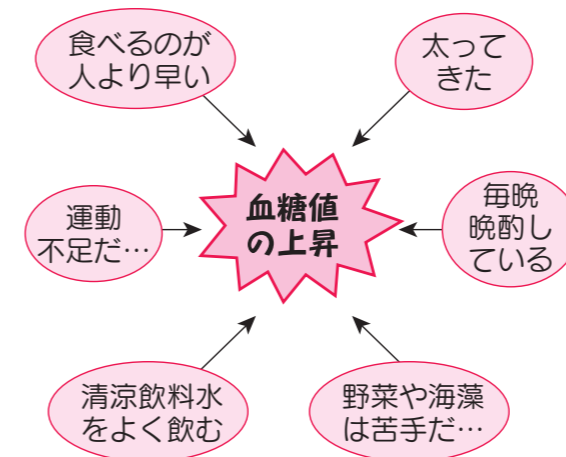 食べるのが
人より早い
太って
きた
運動
不足だ…
血糖値
の上昇
毎晩
晩酌し
ている
清涼飲料水
をよく飲む
野菜や海藻
は苦手だ…